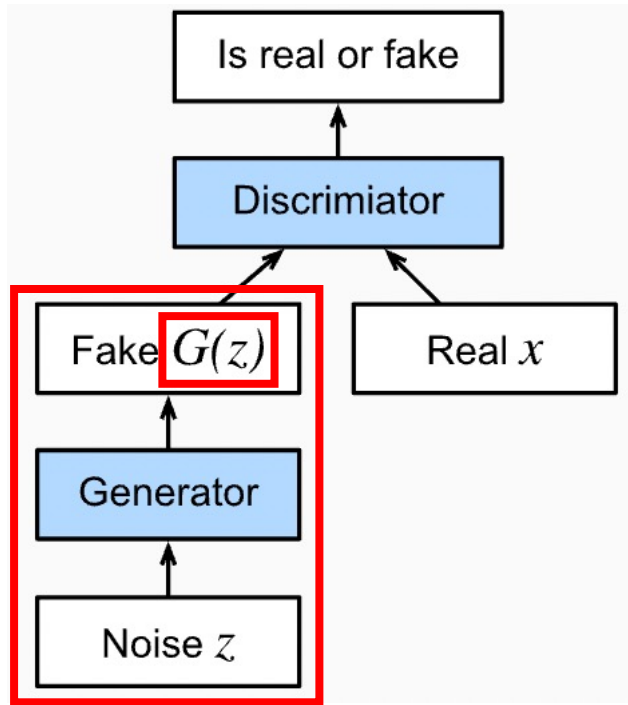 Is real or fake
Discrimiator
Fake G(z)
Real x
Generator
Noise z